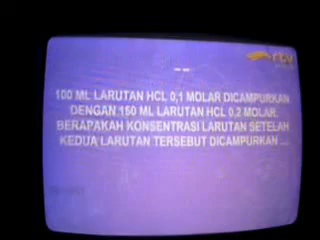 rtv
100 ML LARUTAN HCL 0,1 MOLAR DICAMPURKAN
DENGAN 150 ML LARUTAN HCL 0,2 MOLAR.
BERAPAKAH KONSENTRASI LARUTAN SETELAH
KEDUA LARUTAN TERSEBUT DICAMPURKAN ....